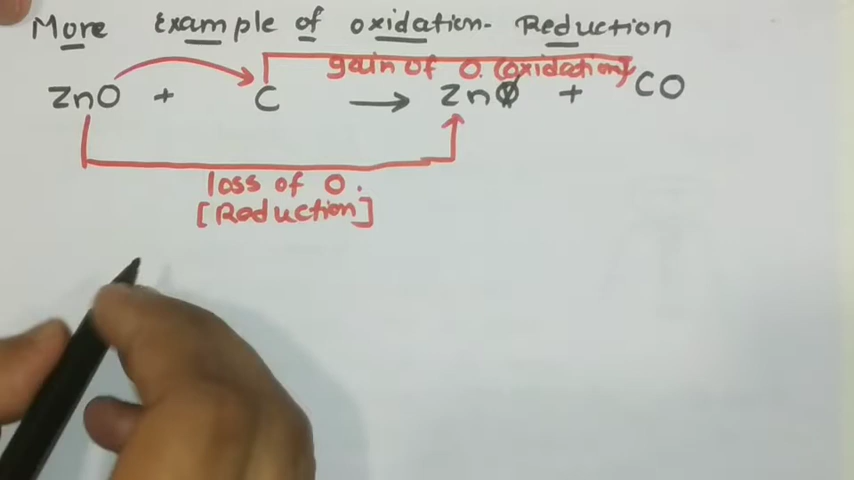 More Example of oxidation- Reduction
gain of O. (oxidation)
ZnO + C → Zn + CO
loss of O.
[Reduction]